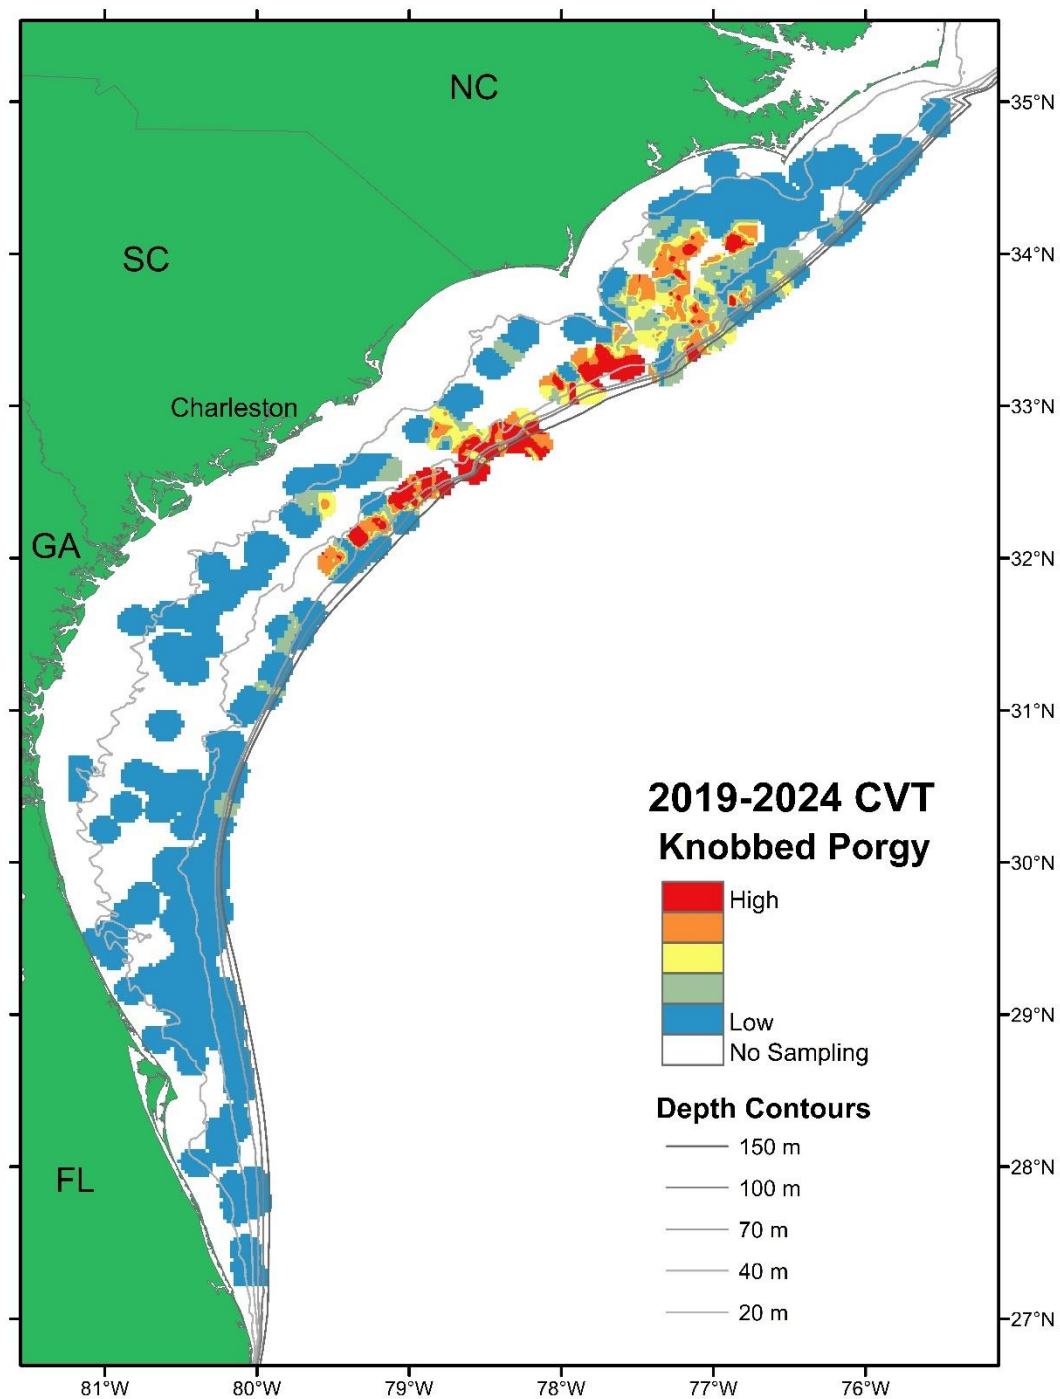 NC
SC
Charleston
GA
FL
35°N
34°N
33°N
32°N
31°N
30°N
29°N
28°N
27°N
2019-2024 CVT
Knobbed Porgy
High
Low
No Sampling
Depth Contours
150 m
100 m
70 m
40 m
20 m
81°W 80°W 79°W 78°W 77°W 76°W